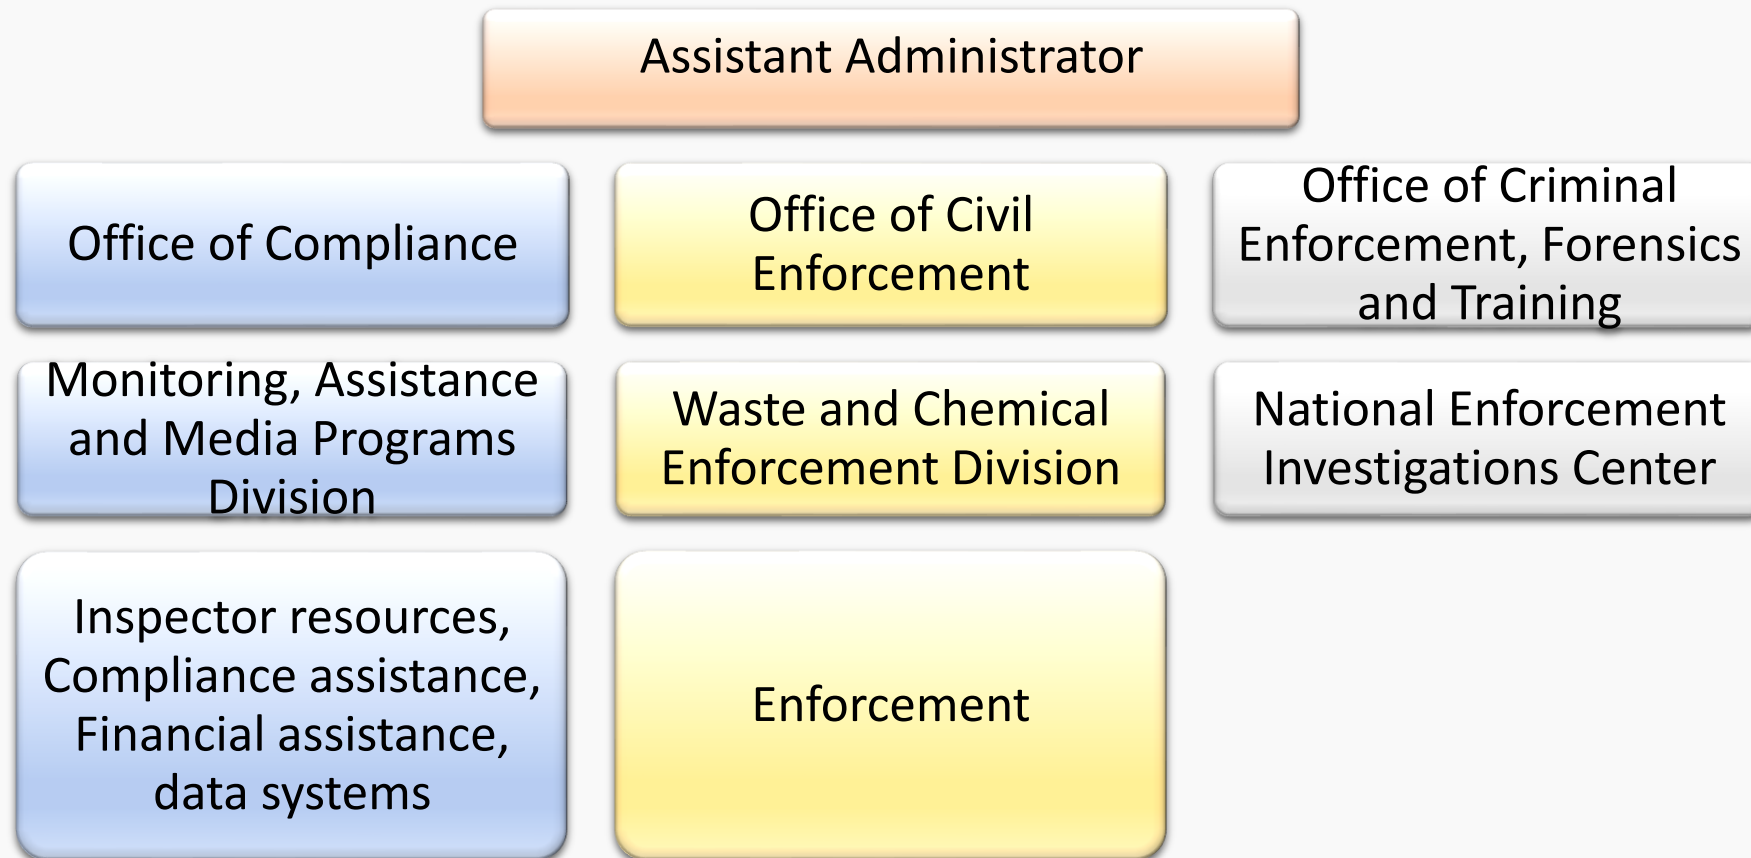 Assistant Administrator
Office of Compliance
Office of Civil
Enforcement
Office of Criminal
Enforcement, Forensics
and Training
Monitoring, Assistance
and Media Programs
Division
Waste and Chemical
Enforcement Division
National Enforcement
Investigations Center
Inspector resources,
Compliance assistance,
Financial assistance,
data systems
Enforcement